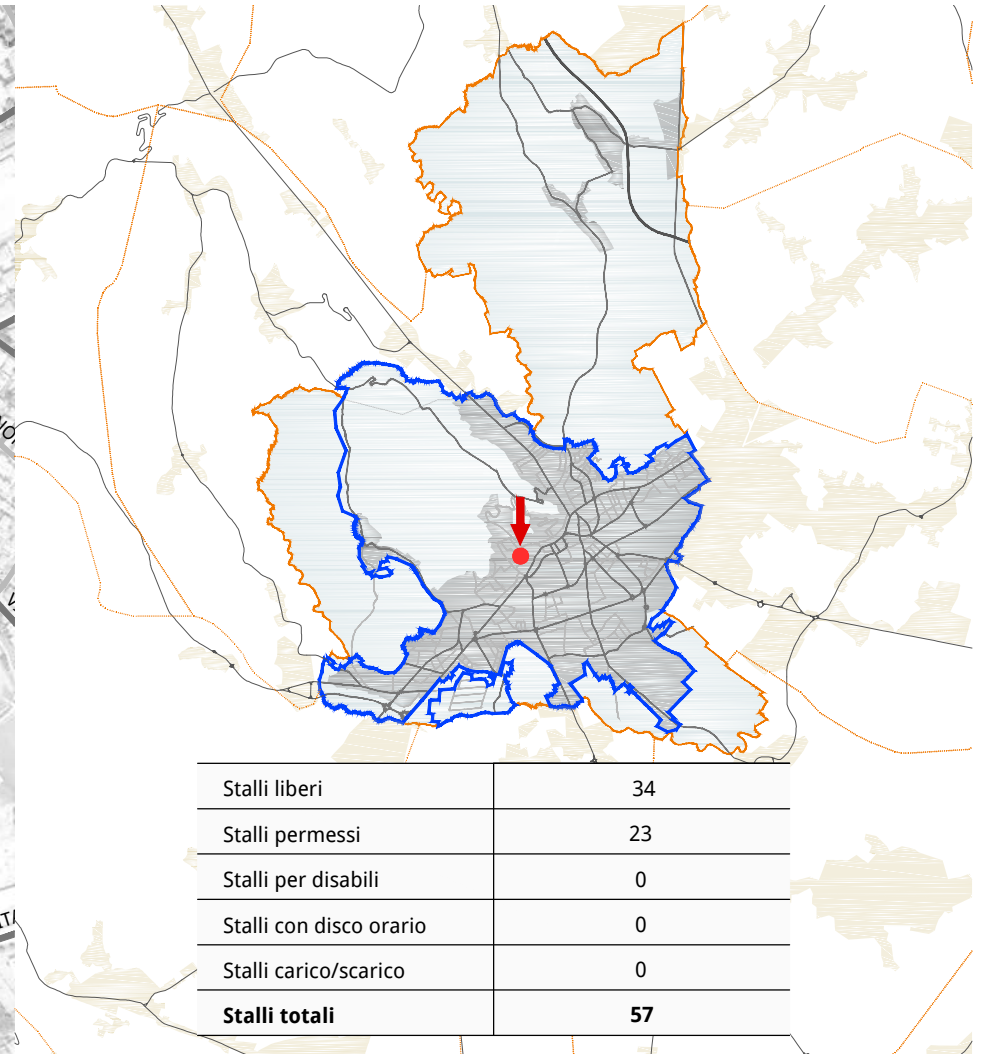 Stalli liberi 34
Stalli permessi 23
Stalli per disabili 0
Stalli con disco orario 0
Stalli carico/scarico 0
Stalli totali 57